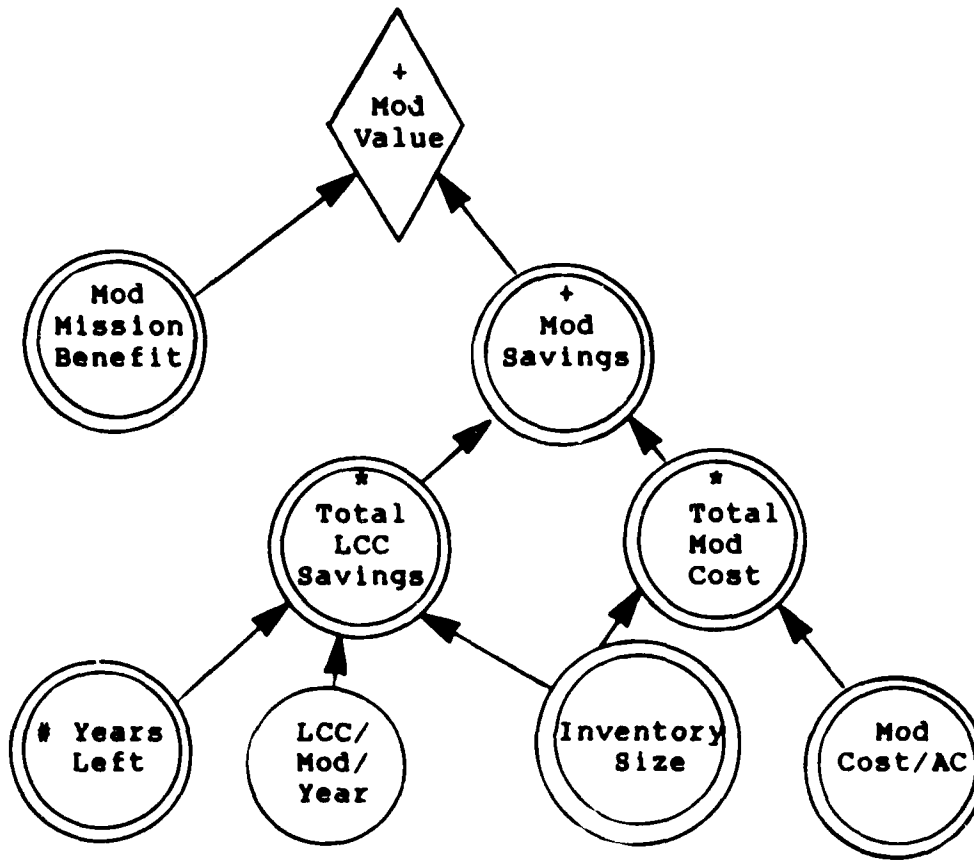 +
Mod
Value
Mod
Mission
Benefit
+
Mod
Savings
*
Total
LCC
Savings
*
Total
Mod
Cost
# Years
Left
LCC/
Mod/
Year
Inventory
Size
Mod
Cost/AC